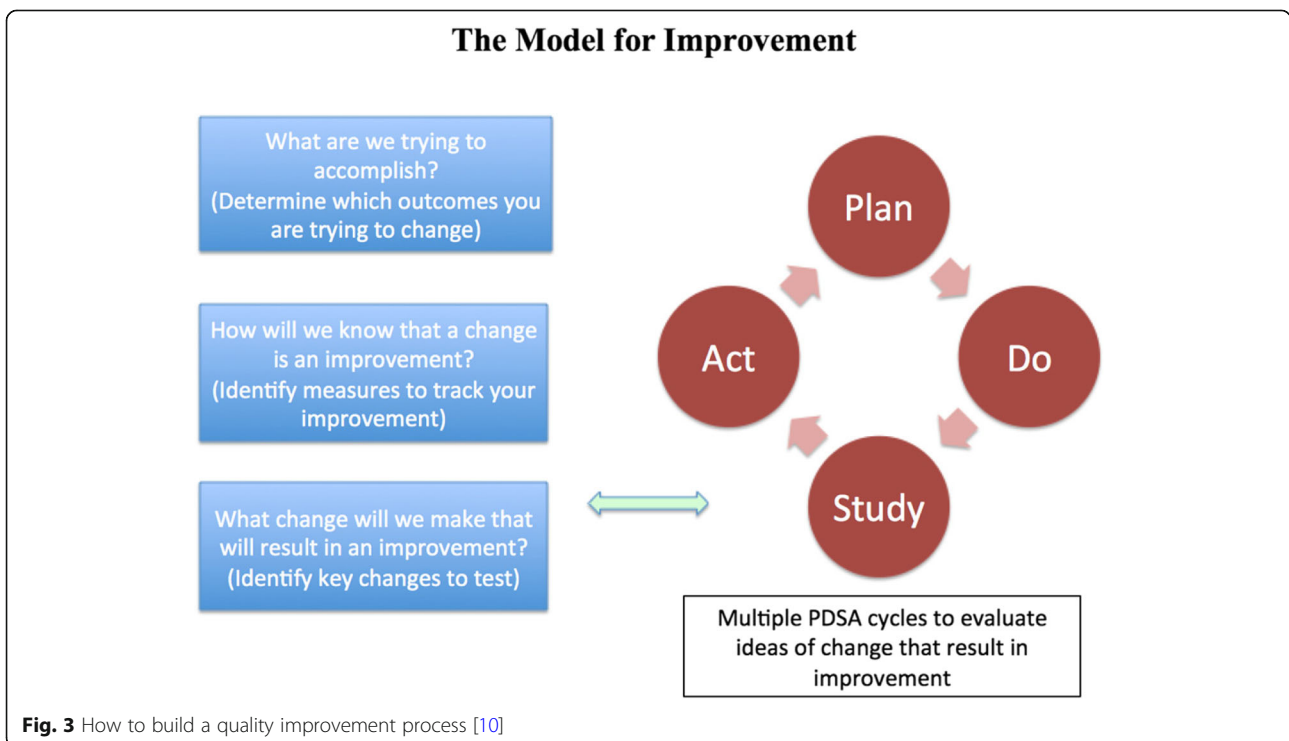 The Model for Improvement
What are we trying to
accomplish?
(Determine which outcomes you
are trying to change)
How will we know that a change
is an improvement?
(Identify measures to track your
improvement)
What change will we make that
will result in an improvement?
(Identify key changes to test)
Plan
Do
Study
Act
Multiple PDSA cycles to evaluate
ideas of change that result in
improvement
Fig. 3 How to build a quality improvement process [10]